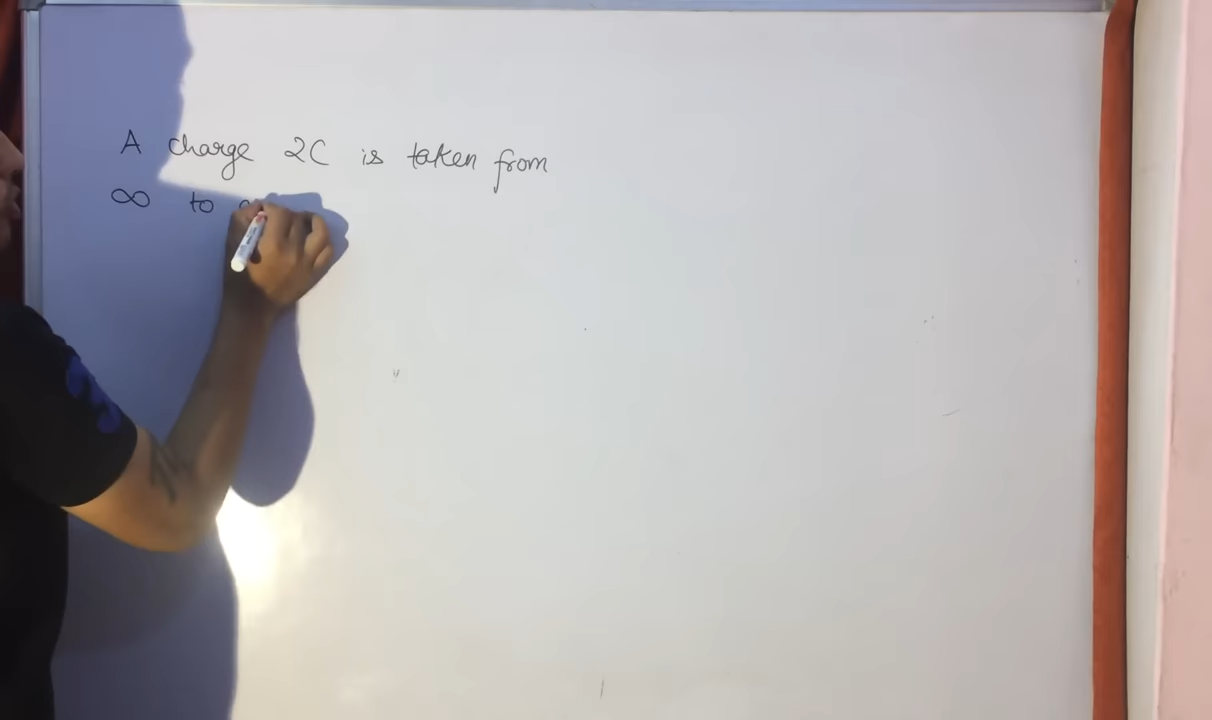 A charge 2C is taken from
∞ to